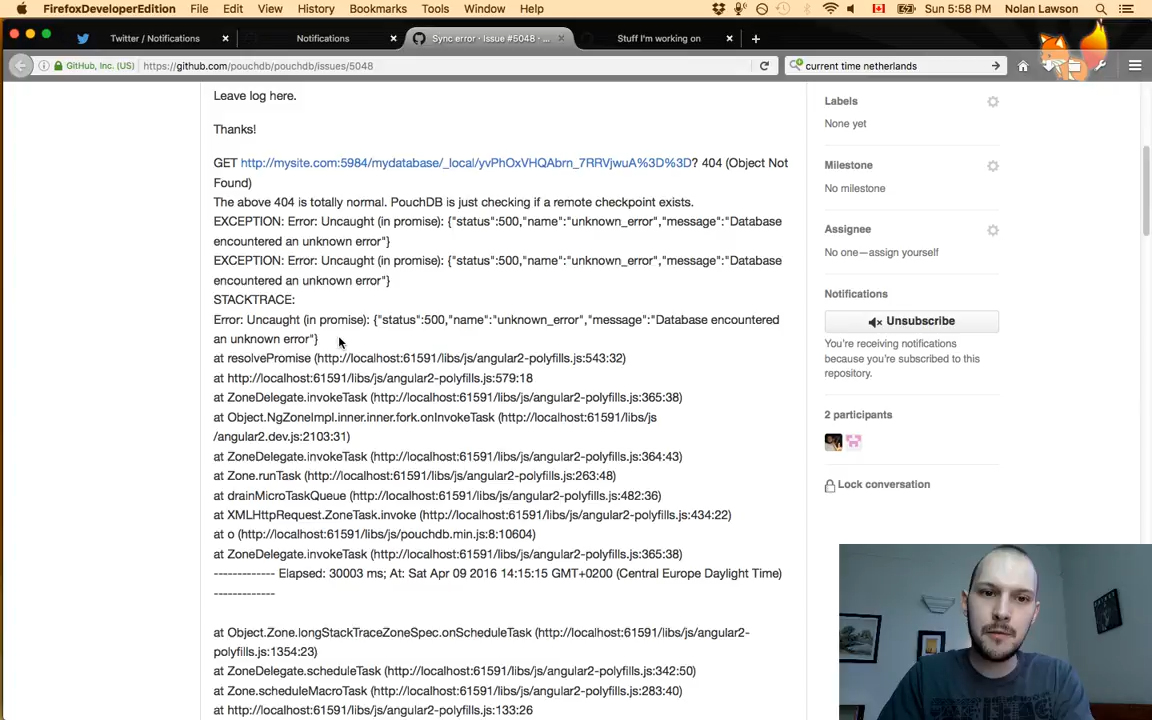 FirefoxDeveloperEdition File Edit View History Bookmarks Tools Window Help Sun 5:58 PM Nolan Lawson
Twitter / Notifications Notifications Sync error · Issue #5048 · ... Stuff I'm working on
GitHub, Inc. (US) https://github.com/pouchdb/pouchdb/issues/5048 current time netherlands
Leave log here.
Thanks!
GET http://mysite.com:5984/mydatabase/_local/yvPhOxVHQAbrn_7RRVjwuA%3D%3D? 404 (Object Not
Found)
The above 404 is totally normal. PouchDB is just checking if a remote checkpoint exists.
EXCEPTION: Error: Uncaught (in promise): {"status":500,"name":"unknown_error","message":"Database
encountered an unknown error"}
EXCEPTION: Error: Uncaught (in promise): {"status":500,"name":"unknown_error","message":"Database
encountered an unknown error"}
STACKTRACE:
Error: Uncaught (in promise): {"status":500,"name":"unknown_error","message":"Database encountered
an unknown error"}
at resolvePromise (http://localhost:61591/libs/js/angular2-polyfills.js:543:32)
at http://localhost:61591/libs/js/angular2-polyfills.js:579:18
at ZoneDelegate.invokeTask (http://localhost:61591/libs/js/angular2-polyfills.js:365:38)
at Object.NgZoneImpl.inner.inner.fork.onInvokeTask (http://localhost:61591/libs/js
/angular2.dev.js:2103:31)
at ZoneDelegate.invokeTask (http://localhost:61591/libs/js/angular2-polyfills.js:364:43)
at Zone.runTask (http://localhost:61591/libs/js/angular2-polyfills.js:263:48)
at drainMicroTaskQueue (http://localhost:61591/libs/js/angular2-polyfills.js:482:36)
at XMLHttpRequest.ZoneTask.invoke (http://localhost:61591/libs/js/angular2-polyfills.js:434:22)
at o (http://localhost:61591/libs/js/pouchdb.min.js:8:10604)
at ZoneDelegate.invokeTask (http://localhost:61591/libs/js/angular2-polyfills.js:365:38)
------------- Elapsed: 30003 ms; At: Sat Apr 09 2016 14:15:15 GMT+0200 (Central Europe Daylight Time)
-------------
at Object.Zone.longStackTraceZoneSpec.onScheduleTask (http://localhost:61591/libs/js/angular2-
polyfills.js:1354:23)
at ZoneDelegate.scheduleTask (http://localhost:61591/libs/js/angular2-polyfills.js:342:50)
at Zone.scheduleMacroTask (http://localhost:61591/libs/js/angular2-polyfills.js:283:40)
at http://localhost:61591/libs/js/angular2-polyfills.js:133:26
Labels
None yet
Milestone
No milestone
Assignee
No one—assign yourself
Notifications
Unsubscribe
You're receiving notifications
because you're subscribed to this
repository.
2 participants
Lock conversation